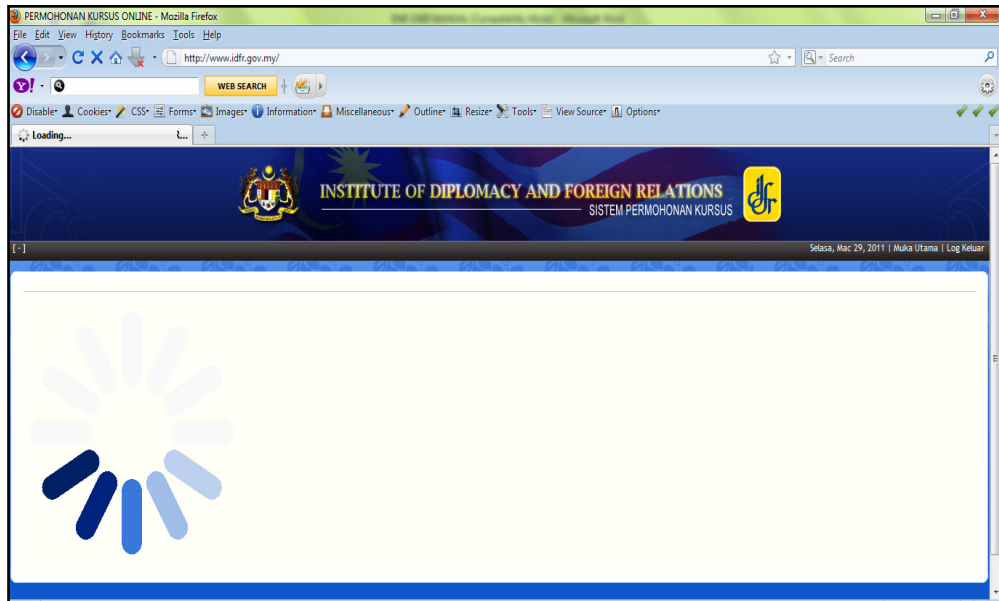 PERMOHONAN KURSUS ONLINE - Mozilla Firefox
File Edit View History Bookmarks Tools Help
http://www.idfr.gov.my/
Search
WEB SEARCH
Disable Cookies CSS Forms Images Information Miscellaneous Outline Resize Tools View Source Options
Loading...
INSTITUTE OF DIPLOMACY AND FOREIGN RELATIONS
SISTEM PERMOHONAN KURSUS
idfr
[ - ]
Selasa, Mac 29, 2011 | Muka Utama | Log Keluar